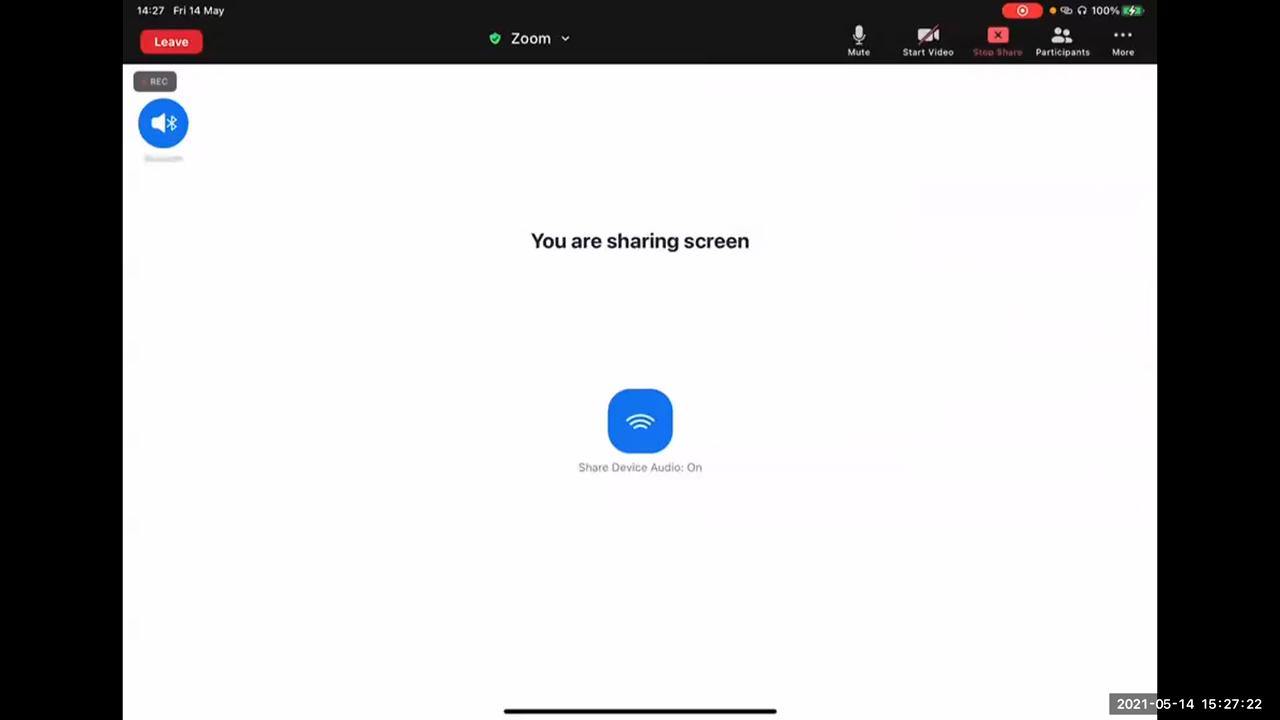 14:27 Fri 14 May
100%
Leave
Zoom
Mute
Start Video
Stop Share
Participants
More
REC
You are sharing screen
Share Device Audio: On
2021-05-14 15:27:22